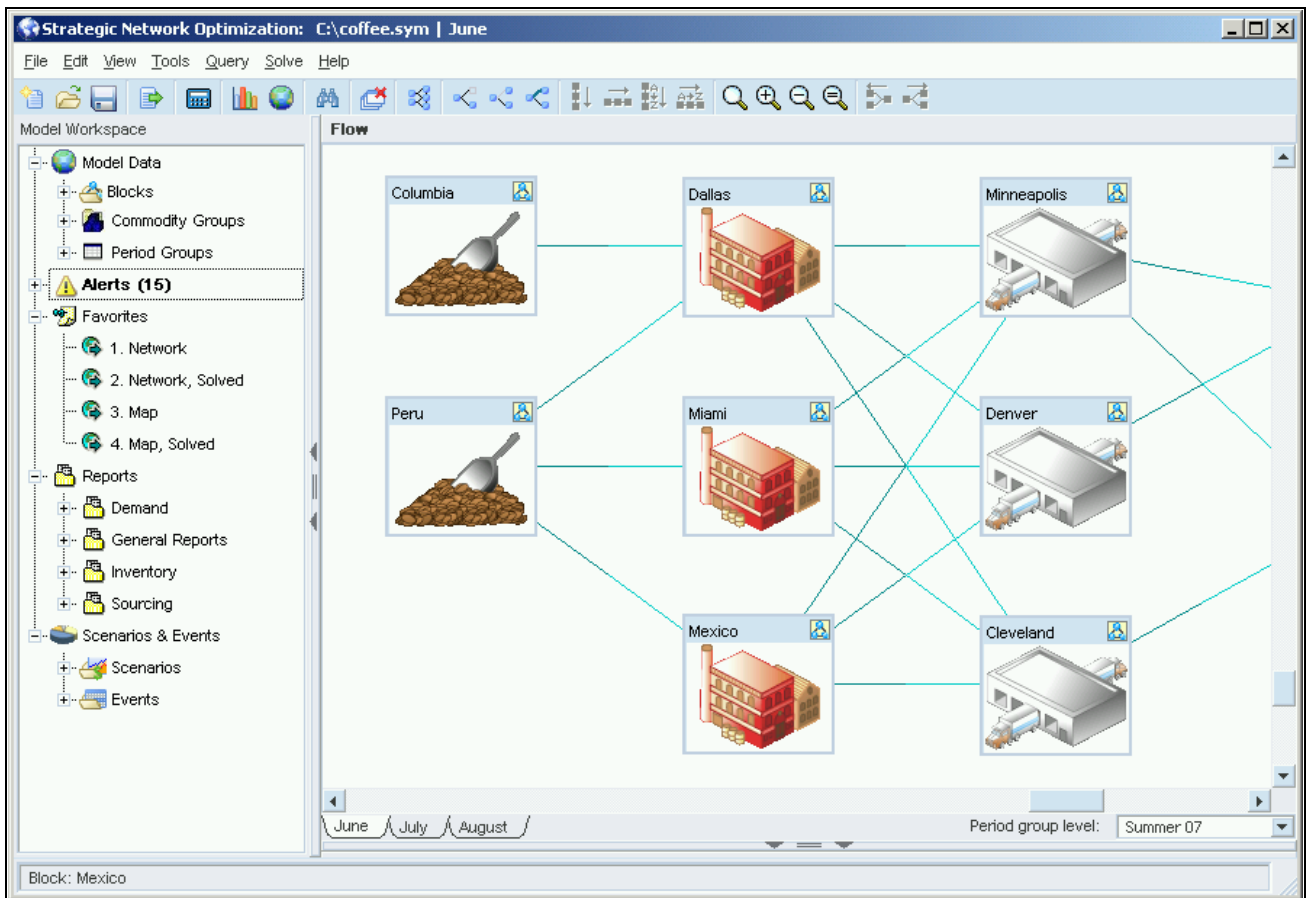 Strategic Network Optimization: C:\coffee.sym | June
File Edit View Tools Query Solve Help
Model Workspace
Model Data
Blocks
Commodity Groups
Period Groups
Alerts (15)
Favorites
1. Network
2. Network, Solved
3. Map
4. Map, Solved
Reports
Demand
General Reports
Inventory
Sourcing
Scenarios & Events
Scenarios
Events
Flow
Columbia Dallas Minneapolis
Peru Miami Denver
Mexico Cleveland
June July August Period group level: Summer 07
Block: Mexico